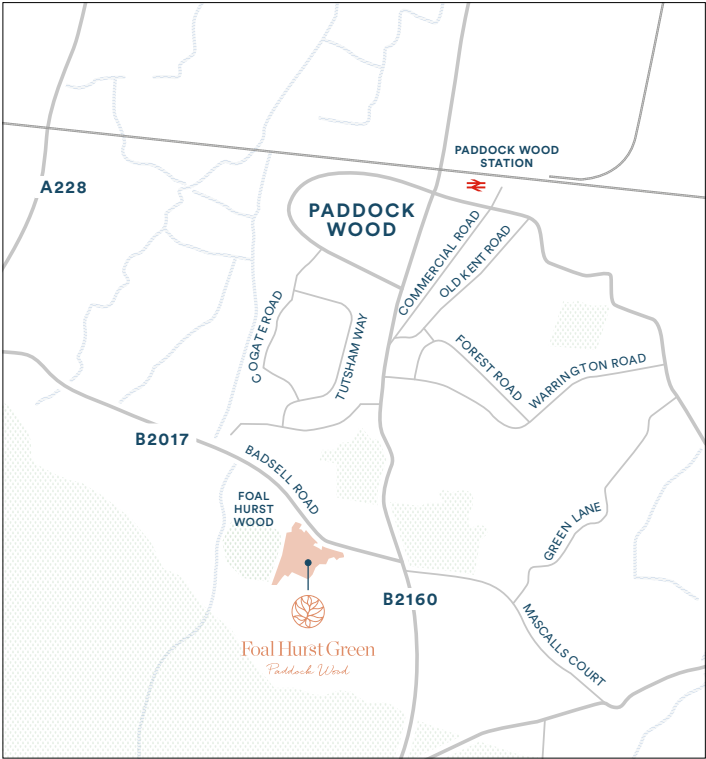 PADDOCK WOOD
STATION
A228
PADDOCK
WOOD
COMMERCIAL ROAD
OLD KENT ROAD
C OGATE ROAD
TUTSHAM WAY
FOREST ROAD
WARRINGTON ROAD
B2017
BADSELL ROAD
FOAL
HURST
WOOD
GREEN LANE
B2160
MASCALLS COURT
Foal Hurst Green
Paddock Wood